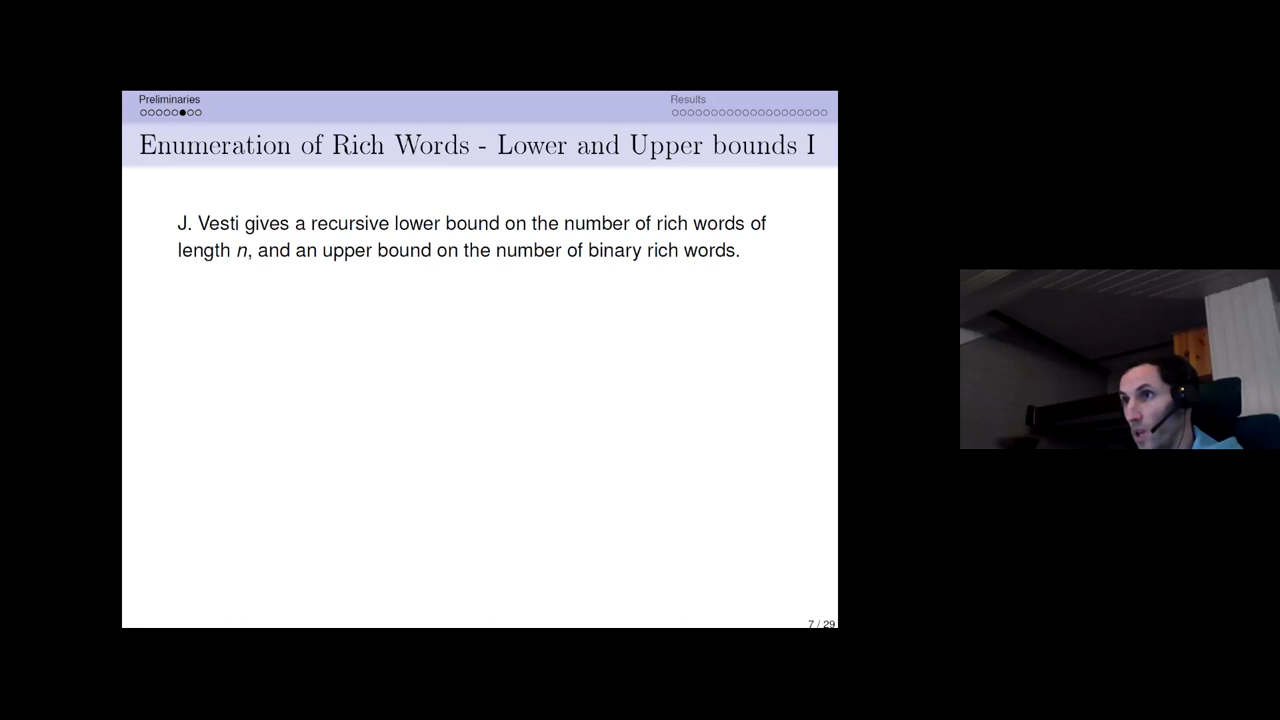 Preliminaries
Results
Enumeration of Rich Words - Lower and Upper bounds I
J. Vesti gives a recursive lower bound on the number of rich words of
length n, and an upper bound on the number of binary rich words.
7 / 29